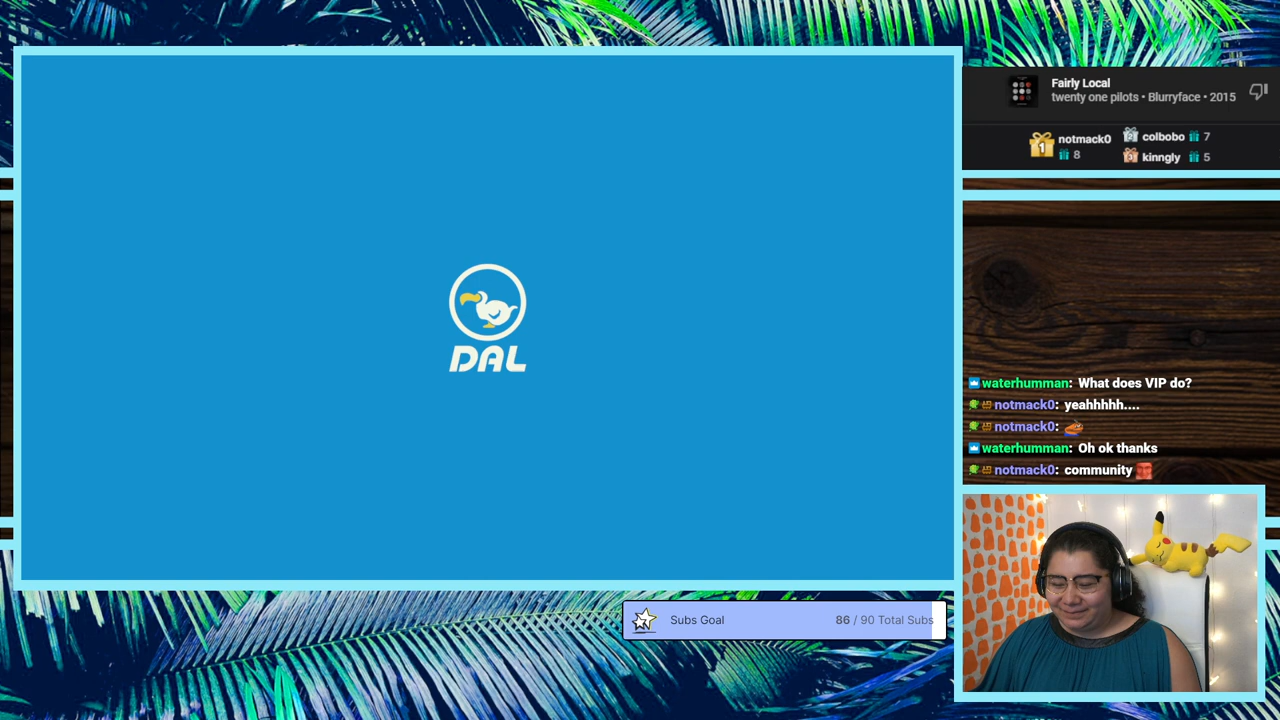 Fairly Local
twenty one pilots • Blurryface • 2015
1 notmack0
8
colbobo 7
kinngly 5
DAL
waterhumman: What does VIP do?
notmack0: yeahhhhh....
notmack0:
waterhumman: Oh ok thanks
notmack0: community
Subs Goal 86 / 90 Total Subs